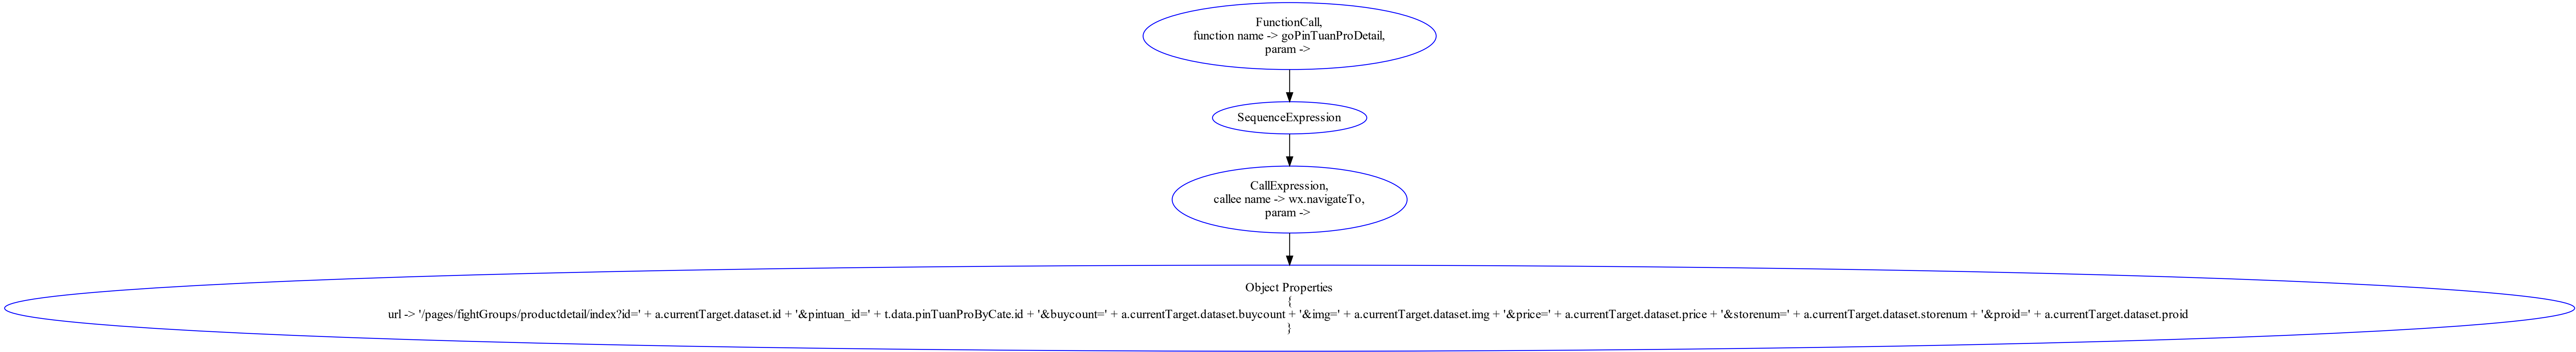 FunctionCall,
function name -> goPinTuanProDetail,
param ->
SequenceExpression
CallExpression,
callee name -> wx.navigateTo,
param ->
Object Properties
{
url -> '/pages/fightGroups/productdetail/index?id=' + a.currentTarget.dataset.id + '&pintuan_id=' + t.data.pinTuanProByCate.id + '&buycount=' + a.currentTarget.dataset.buycount + '&img=' + a.currentTarget.dataset.img + '&price=' + a.currentTarget.dataset.price + '&storenum=' + a.currentTarget.dataset.storenum + '&proid=' + a.currentTarget.dataset.proid
}